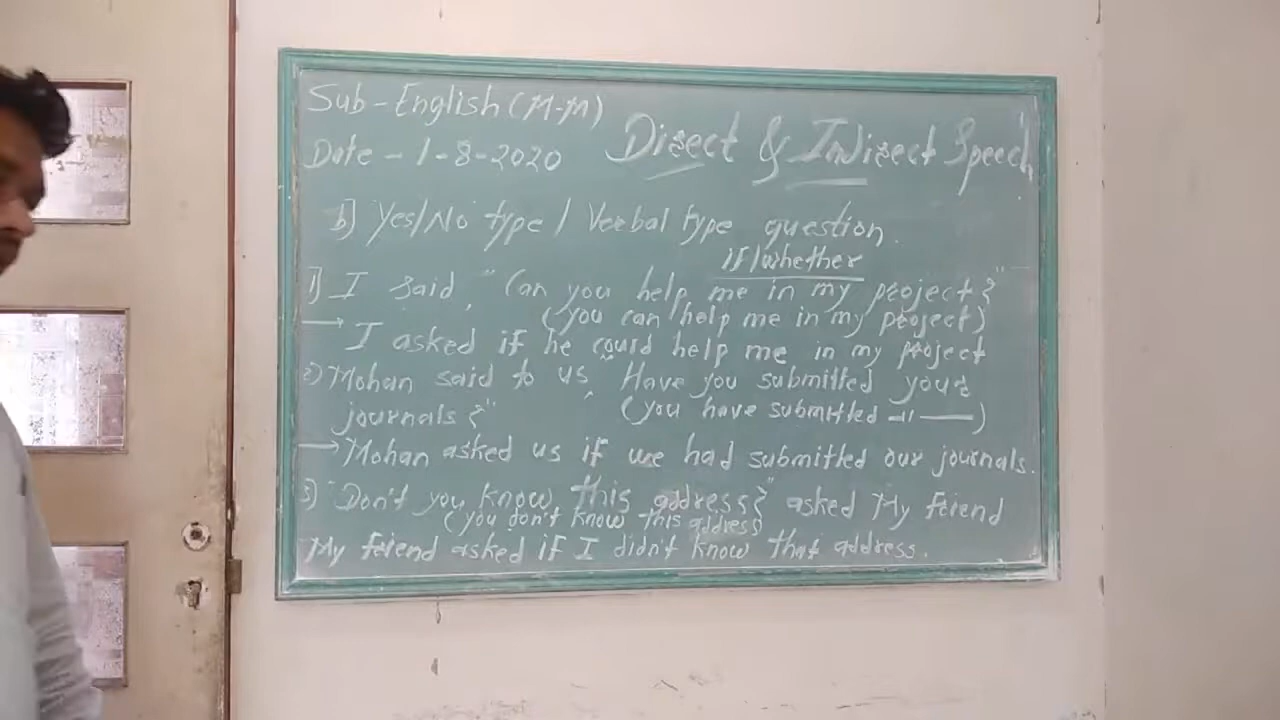 Sub - English (M-M)
Date - 1-8-2020
Direct & Indirect Speech
b] Yes/No type / Verbal type question.
if/whether
1) I said, "Can you help me in my project?"
(you can help me in my project)
→ I asked if he could help me in my project
2) Mohan said to us, "Have you submitted your
journals?" (you have submitted -"-)
→ Mohan asked us if we had submitted our journals.
3) "Don't you know this address?" asked My friend
(you don't know this address)
My friend asked if I didn't know that address.